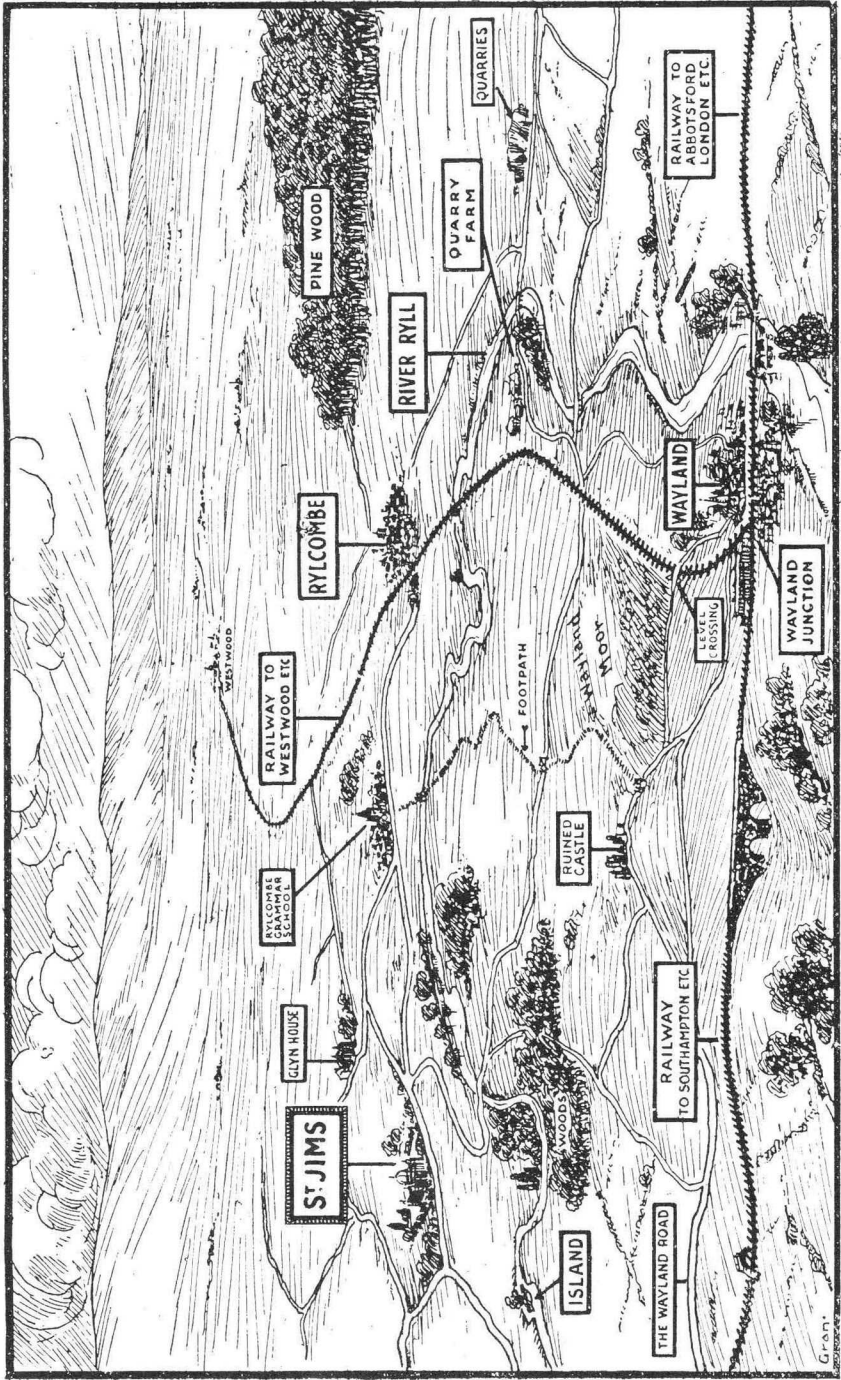 WESTWOOD
RAILWAY TO
WESTWOOD ETC
RYLCOMBE
PINE WOOD
ST JIMS
GLYN HOUSE
RYLCOMBE
GRAMMAR
SCHOOL
RIVER RYLL
QUARRY
FARM
QUARRIES
FOOTPATH
Wayland
Moor
WOODS
ISLAND
RUINED
CASTLE
LEVEL
CROSSING
WAYLAND
RAILWAY TO
ABBOTSFORD
LONDON ETC.
THE WAYLAND ROAD
RAILWAY
TO SOUTHAMPTON ETC
WAYLAND
JUNCTION